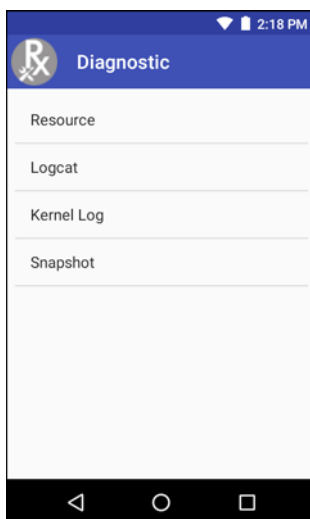 2:18 PM
Rx
Diagnostic
Resource
Logcat
Kernel Log
Snapshot